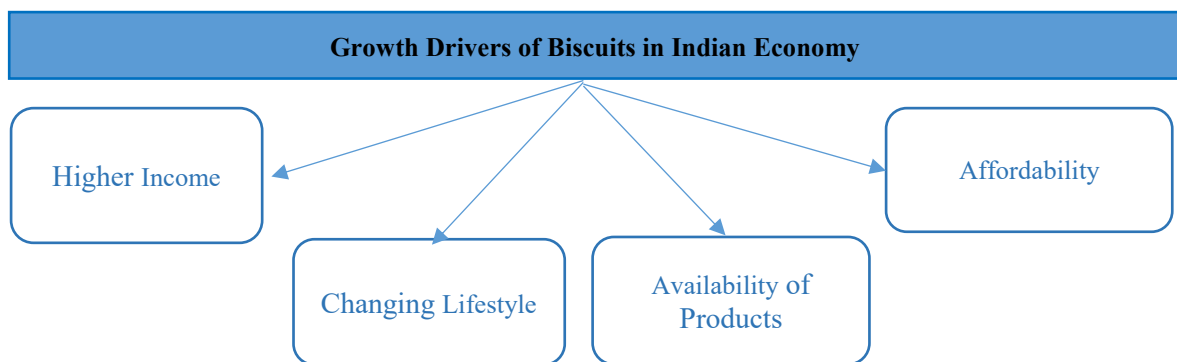 Growth Drivers of Biscuits in Indian Economy
Higher Income
Changing Lifestyle
Availability of
Products
Affordability